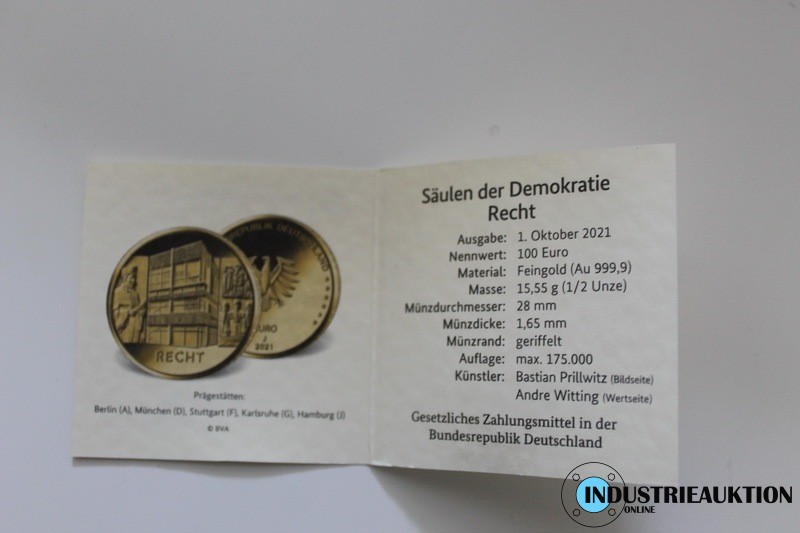 REPUBLIK DEUTSCHLAND
RECHT
EURO
J
2021
Prägestätten:
Berlin (A), München (D), Stuttgart (F), Karlsruhe (G), Hamburg (J)
© BVA
Säulen der Demokratie
Recht
Ausgabe: 1. Oktober 2021
Nennwert: 100 Euro
Material: Feingold (Au 999,9)
Masse: 15,55 g (1/2 Unze)
Münzdurchmesser: 28 mm
Münzdicke: 1,65 mm
Münzrand: geriffelt
Auflage: max. 175.000
Künstler: Bastian Prillwitz (Bildseite)
Andre Witting (Wertseite)
Gesetzliches Zahlungsmittel in der
Bundesrepublik Deutschland
INDUSTRIEAUKTION
ONLINE